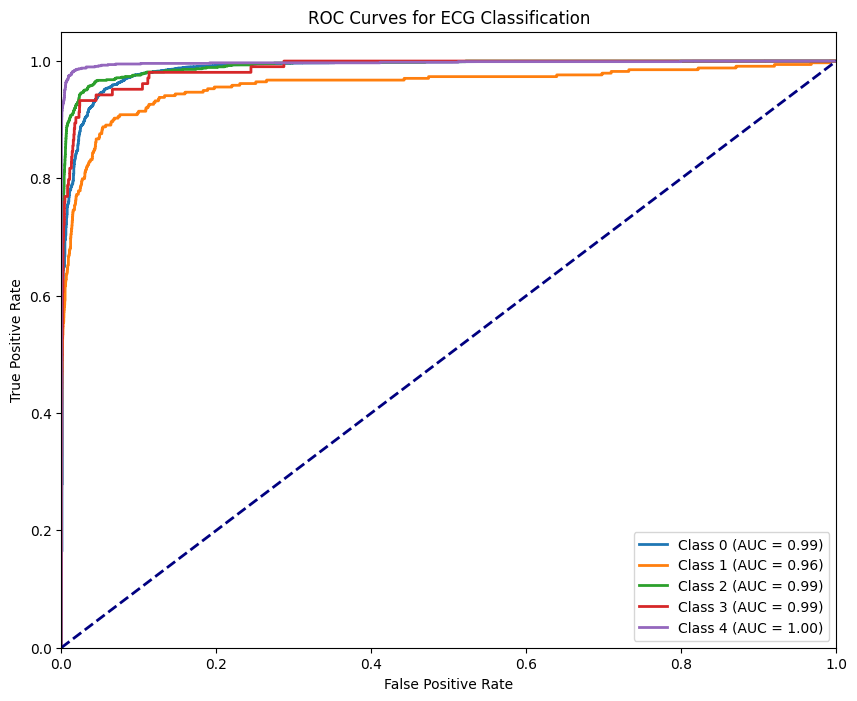 ROC Curves for ECG Classification
True Positive Rate
1.0
0.8
0.6
0.4
0.2
0.0
Class 0 (AUC = 0.99)
Class 1 (AUC = 0.96)
Class 2 (AUC = 0.99)
Class 3 (AUC = 0.99)
Class 4 (AUC = 1.00)
0.0 0.2 0.4 0.6 0.8 1.0
False Positive Rate